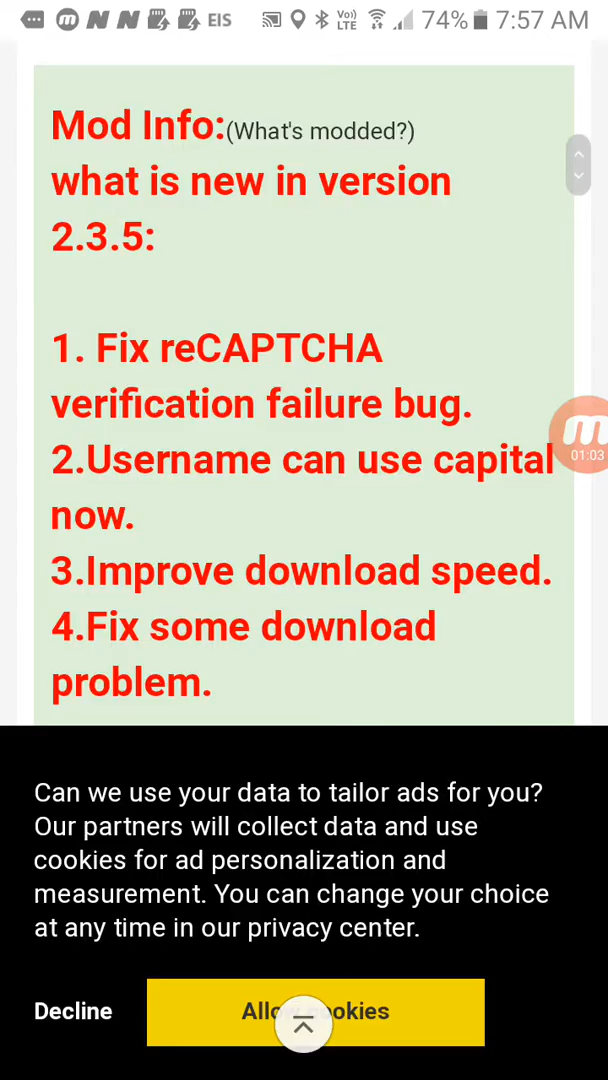 EIS VoLTE 74% 7:57 AM
Mod Info:(What's modded?)
what is new in version
2.3.5:
1. Fix reCAPTCHA
verification failure bug.
2.Username can use capital
now.
3.Improve download speed.
4.Fix some download
problem.
01:03
Can we use your data to tailor ads for you?
Our partners will collect data and use
cookies for ad personalization and
measurement. You can change your choice
at any time in our privacy center.
Decline
Allow cookies